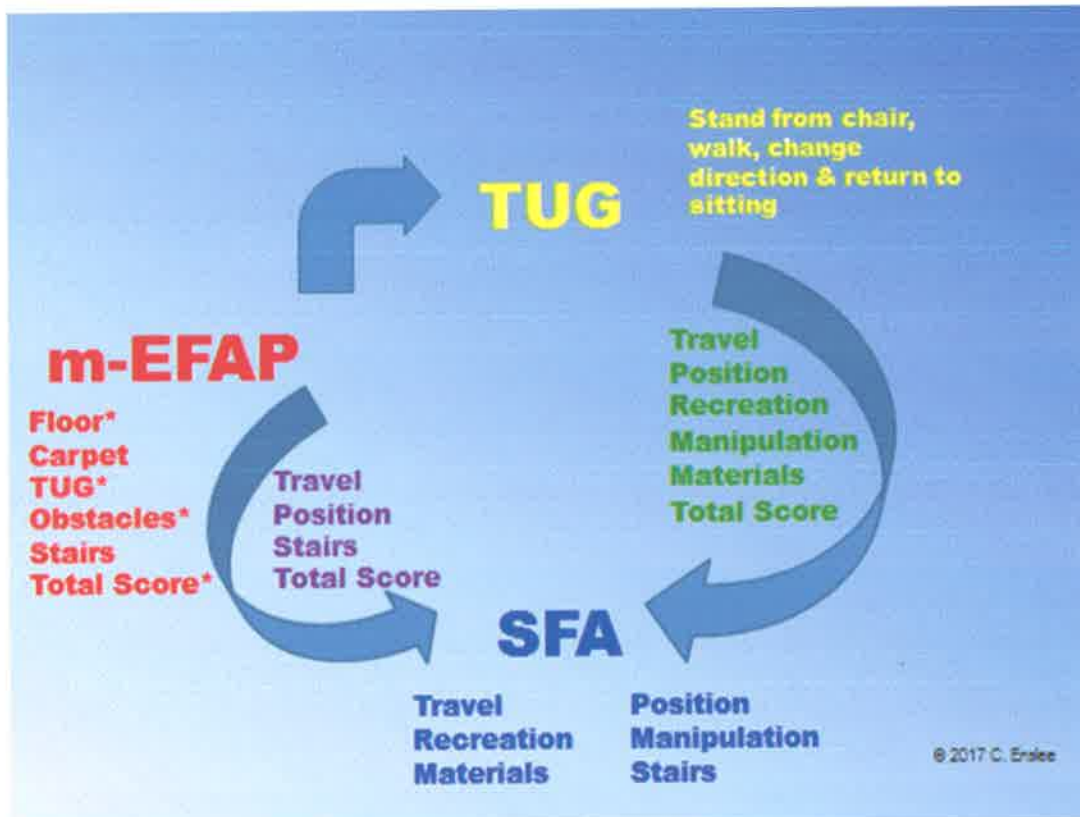 Stand from chair,
walk, change
direction & return to
sitting
TUG
m-EFAP
Floor*
Carpet
TUG*
Obstacles*
Stairs
Total Score*
Travel
Position
Stairs
Total Score
Travel
Position
Recreation
Manipulation
Materials
Total Score
SFA
Travel
Recreation
Materials
Position
Manipulation
Stairs
© 2017 C. Enslee